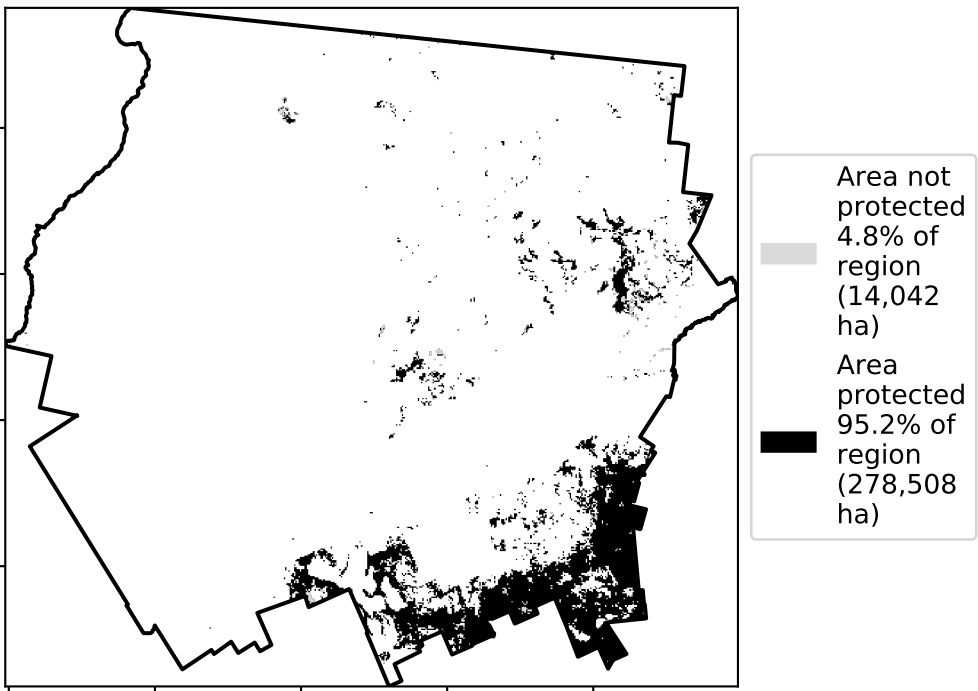 Area not
protected
4.8% of
region
(14,042
ha)
Area
protected
95.2% of
region
(278,508
ha)